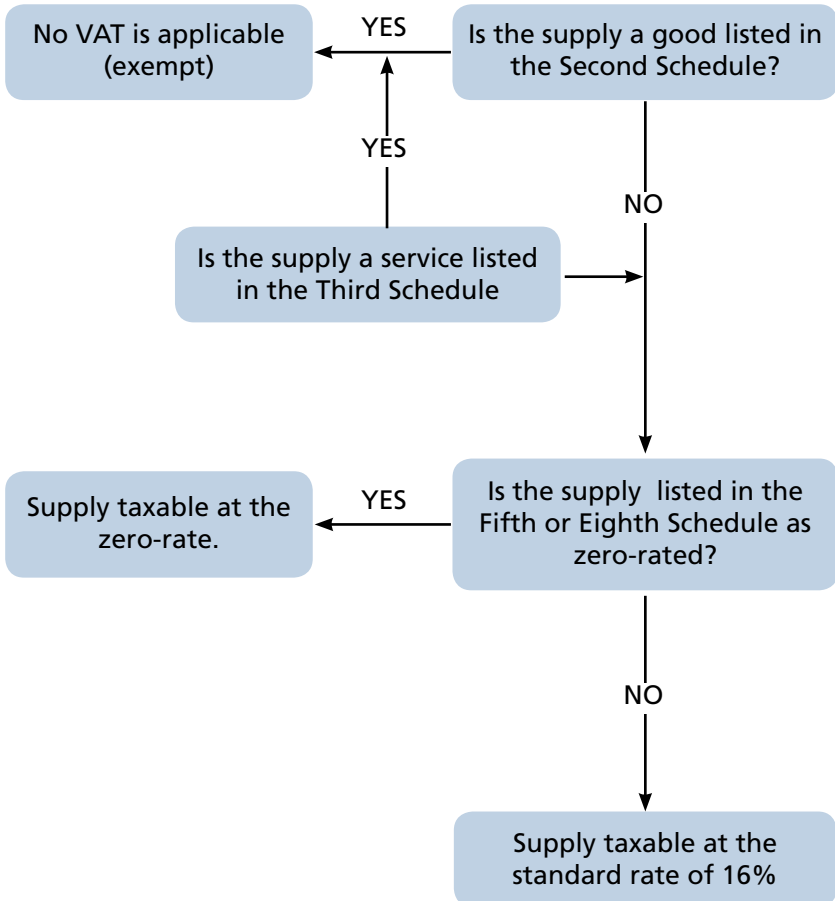 No VAT is applicable
(exempt)
YES
Is the supply a good listed in
the Second Schedule?
YES
NO
Is the supply a service listed
in the Third Schedule
Supply taxable at the
zero-rate.
YES
Is the supply listed in the
Fifth or Eighth Schedule as
zero-rated?
NO
Supply taxable at the
standard rate of 16%